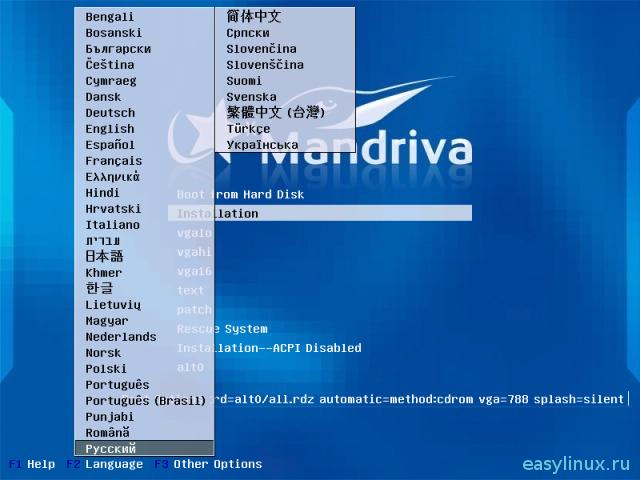 Bengali
Bosanski
Български
Čeština
Cymraeg
Dansk
Deutsch
English
Español
Français
Ελληνικά
Hindi
Hrvatski
Italiano
עברית
日本語
Khmer
한글
Lietuvių
Magyar
Nederlands
Norsk
Polski
Português
Português (Brasil)
Punjabi
Română
Русский
简体中文
Српски
Slovenčina
Slovenščina
Suomi
Svenska
繁體中文 (台灣)
Türkçe
Українська
Mandriva
Boot from Hard Disk
Installation
vgalo
vgahi
vga16
text
patch
Rescue System
Installation--ACPI Disabled
alt0
rd=alt0/all.rdz automatic=method:cdrom vga=788 splash=silent
F1 Help F2 Language F3 Other Options
easylinux.ru